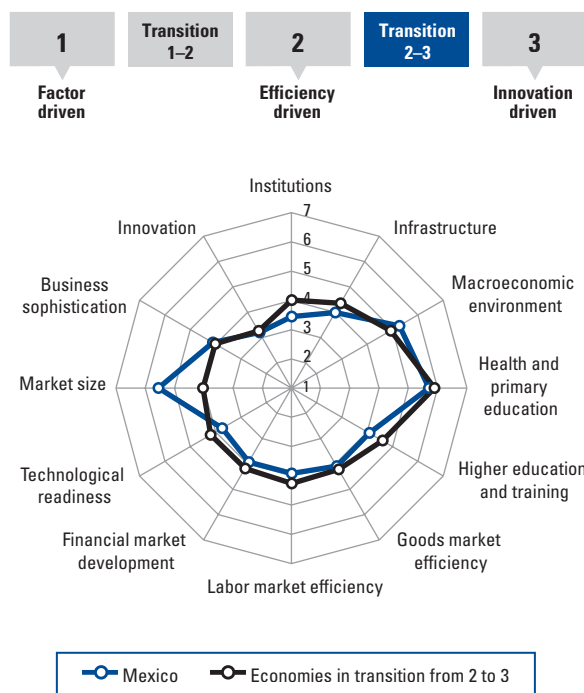 1
Transition
1–2
2
Transition
2–3
3
Factor
driven
Efficiency
driven
Innovation
driven
Institutions
7
Innovation
Infrastructure
6
5
Business
sophistication
Macroeconomic
environment
4
3
2
Market size
1
Health and
primary
education
Technological
readiness
Higher education
and training
Financial market
development
Goods market
efficiency
Labor market efficiency
Mexico
Economies in transition from 2 to 3